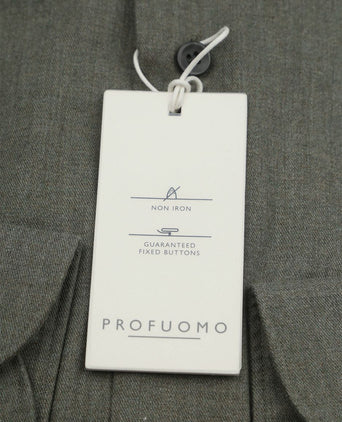 NON IRON
GUARANTEED
FIXED BUTTONS
PROFUOMO